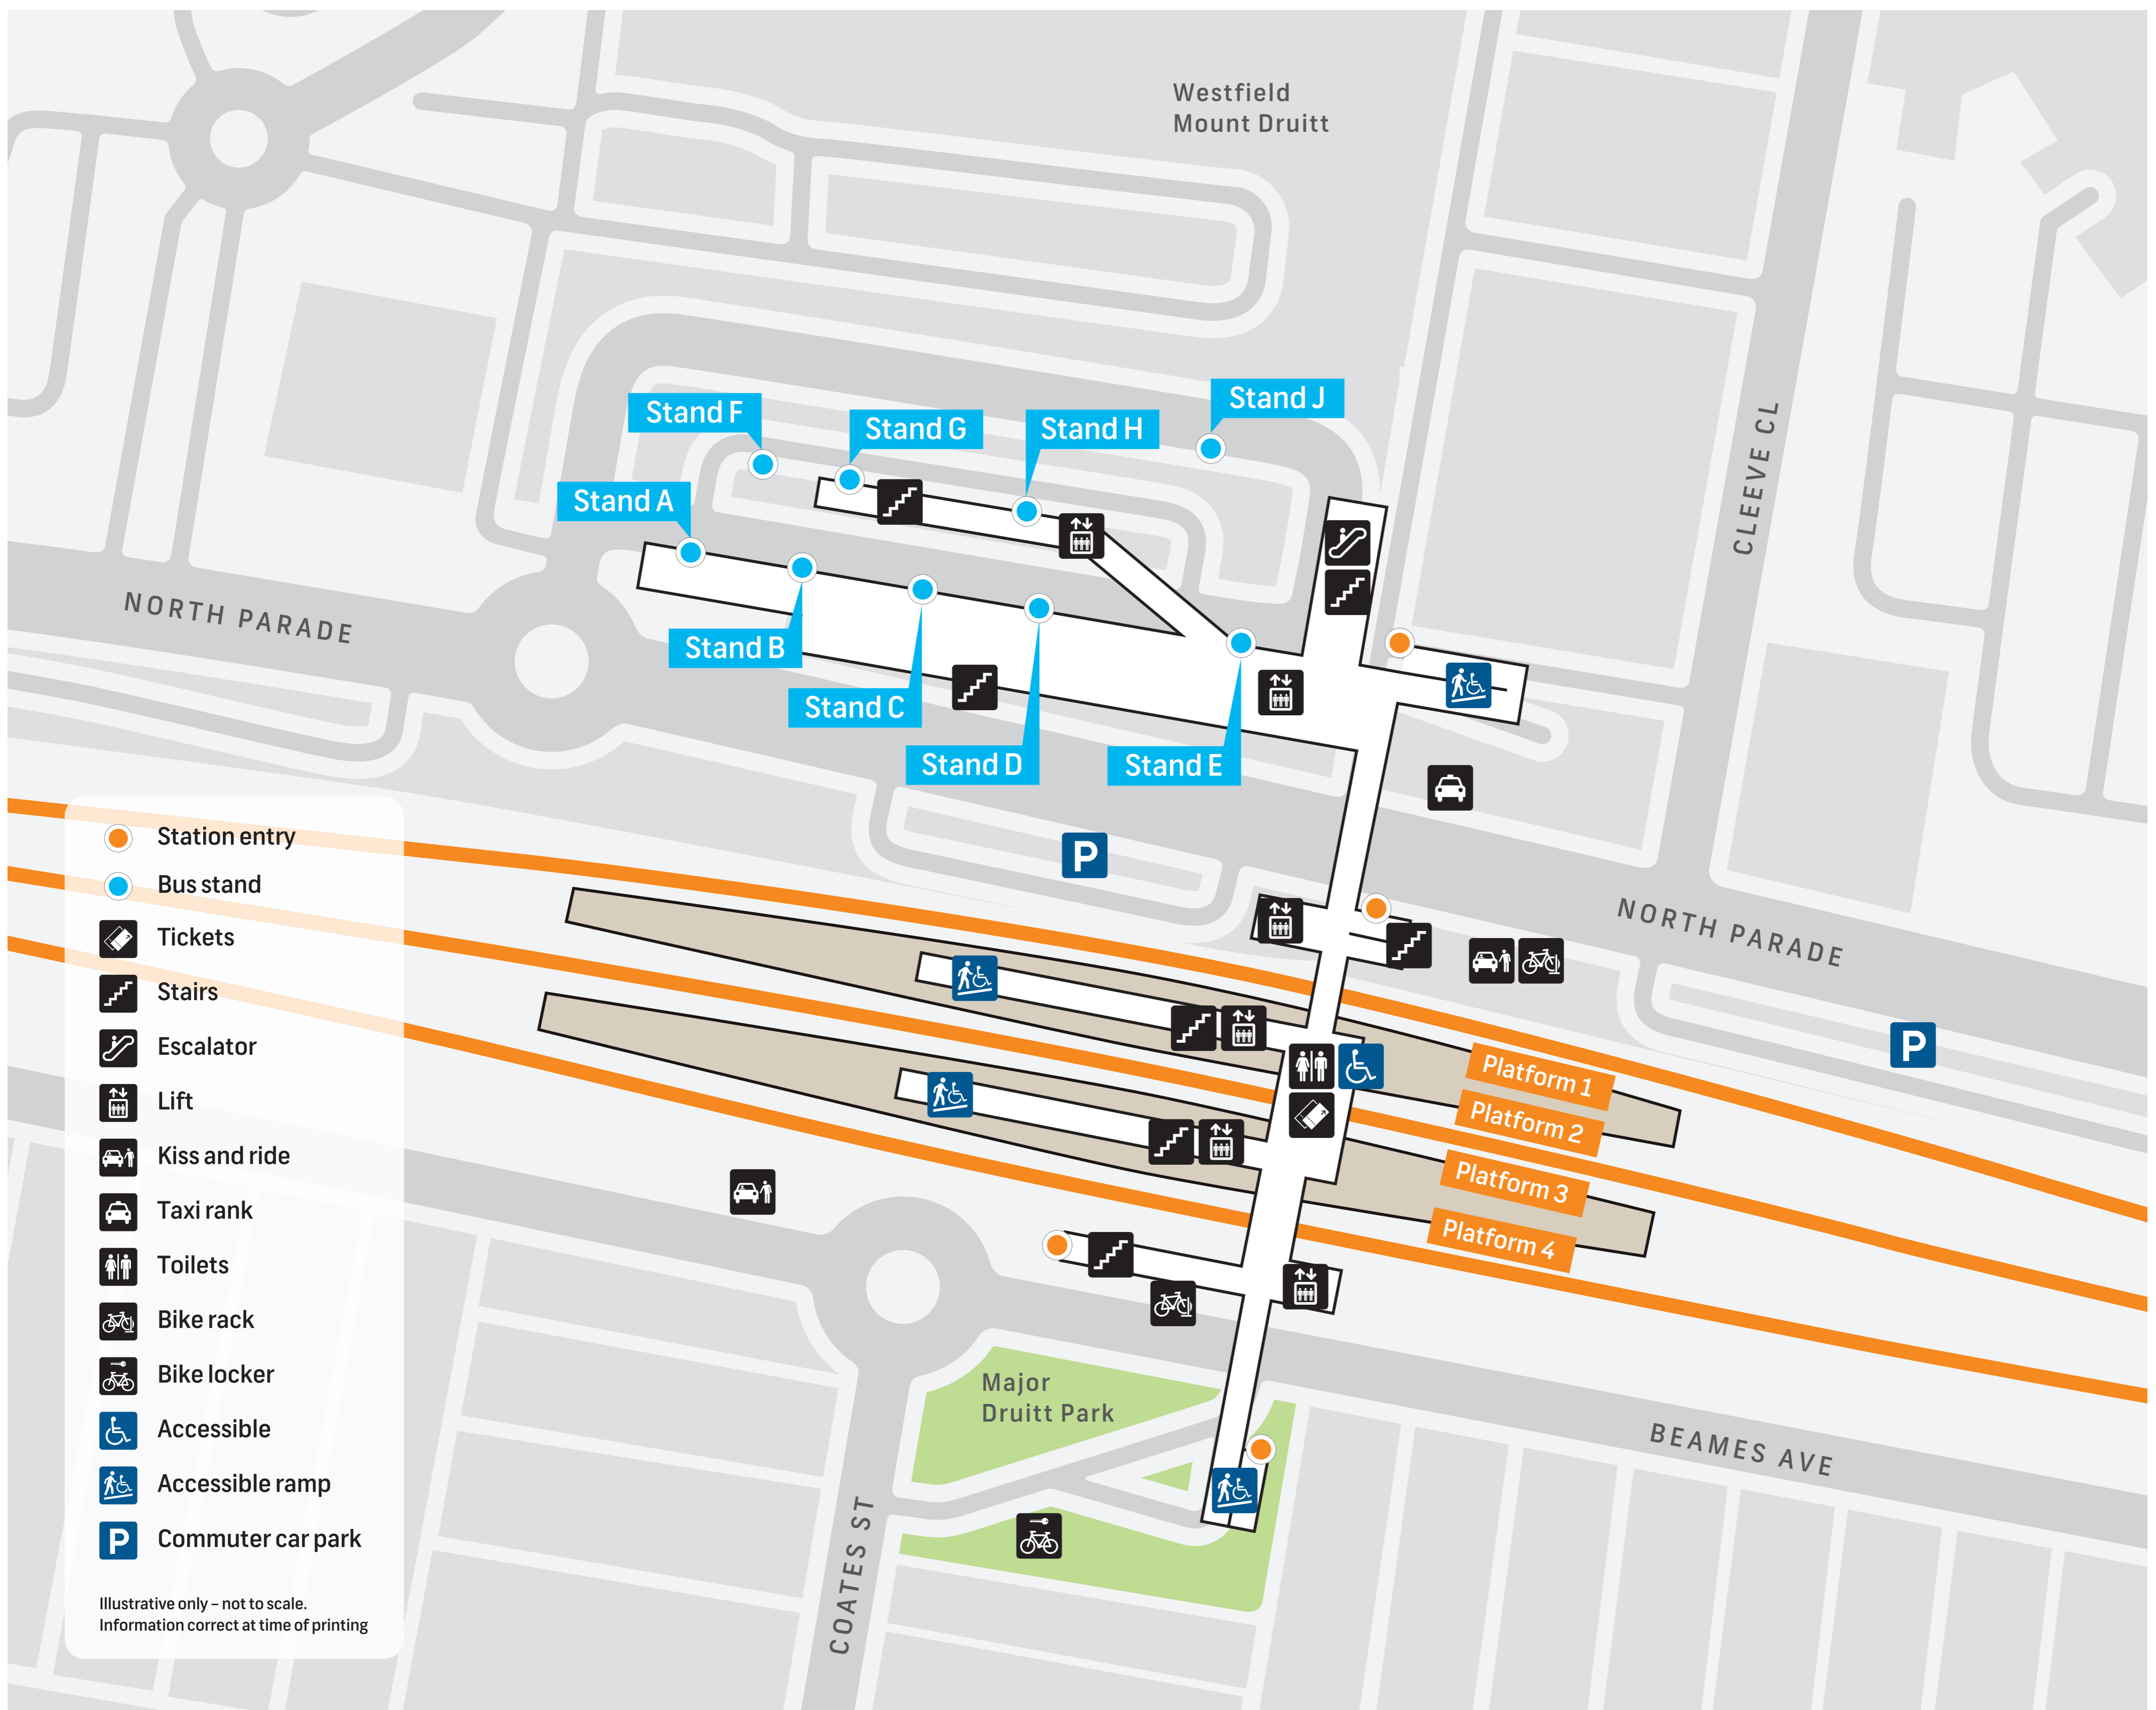 Westfield
Mount Druitt
Stand J
Stand F
Stand G
Stand H
Stand A
CLEEVE CL
NORTH PARADE
Stand B
Stand C
Stand D
Stand E
P
NORTH PARADE
P
Platform 1
Platform 2
Platform 3
Platform 4
Major
Druitt Park
BEAMES AVE
COATES ST
Station entry
Bus stand
Tickets
Stairs
Escalator
Lift
Kiss and ride
Taxi rank
Toilets
Bike rack
Bike locker
Accessible
Accessible ramp
P Commuter car park
Illustrative only – not to scale.
Information correct at time of printing